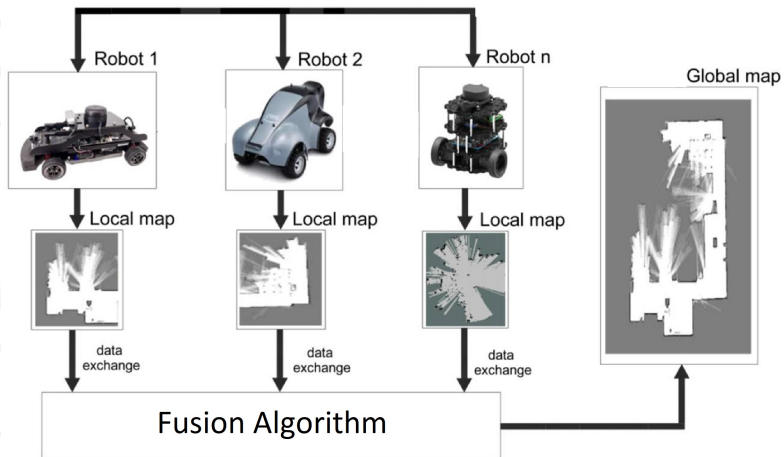 Robot 1
Robot 2
Robot n
Global map
Local map
Local map
Local map
data
exchange
data
exchange
data
exchange
Fusion Algorithm